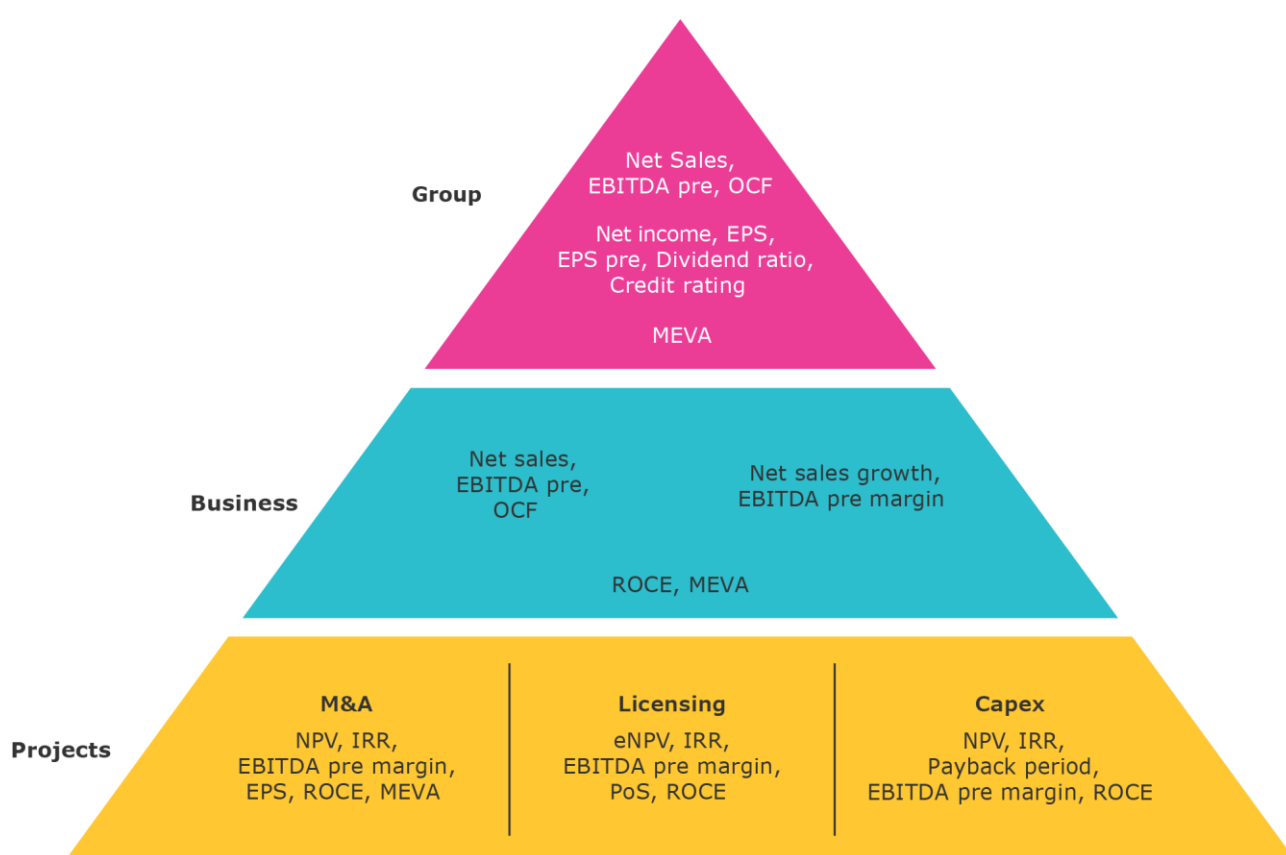 Group
Net Sales,
EBITDA pre, OCF
Net income, EPS,
EPS pre, Dividend ratio,
Credit rating
MEVA
Business
Net sales,
EBITDA pre,
OCF
Net sales growth,
EBITDA pre margin
ROCE, MEVA
Projects
M&A
NPV, IRR,
EBITDA pre margin,
EPS, ROCE, MEVA
Licensing
eNPV, IRR,
EBITDA pre margin,
PoS, ROCE
Capex
NPV, IRR,
Payback period,
EBITDA pre margin, ROCE